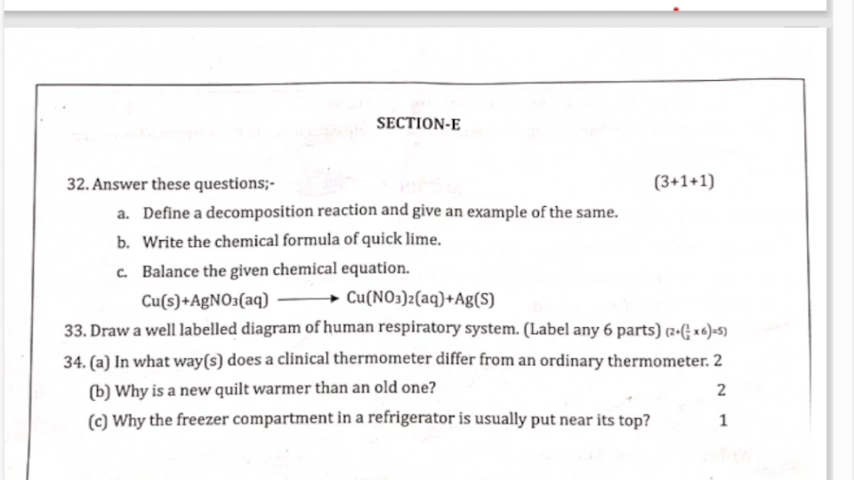 SECTION-E
32. Answer these questions;- (3+1+1)
a. Define a decomposition reaction and give an example of the same.
b. Write the chemical formula of quick lime.
c. Balance the given chemical equation.
Cu(s)+AgNO3(aq) ⟶ Cu(NO3)2(aq)+Ag(S)
33. Draw a well labelled diagram of human respiratory system. (Label any 6 parts) (2+(½ x6)=5)
34. (a) In what way(s) does a clinical thermometer differ from an ordinary thermometer. 2
(b) Why is a new quilt warmer than an old one? 2
(c) Why the freezer compartment in a refrigerator is usually put near its top? 1